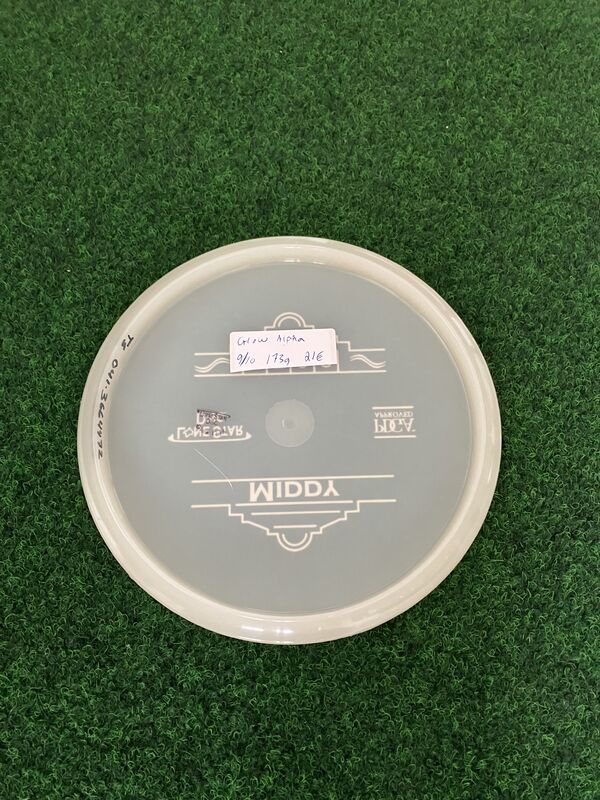 Glow Alpha
9/10 173g 21€
LONE STAR
DISC
PDGA
APPROVED
Middy